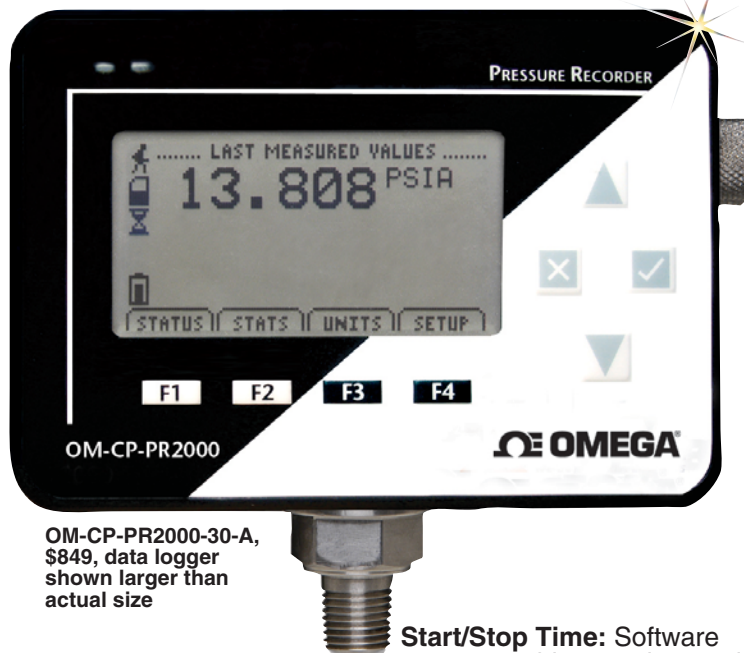 PRESSURE RECORDER
........ LAST MEASURED VALUES ........
13.808 PSIA
STATUS STATS UNITS SETUP
F1 F2 F3 F4
OM-CP-PR2000
OMEGA®
OM-CP-PR2000-30-A,
$849, data logger
shown larger than
actual size
Start/Stop Time: Software